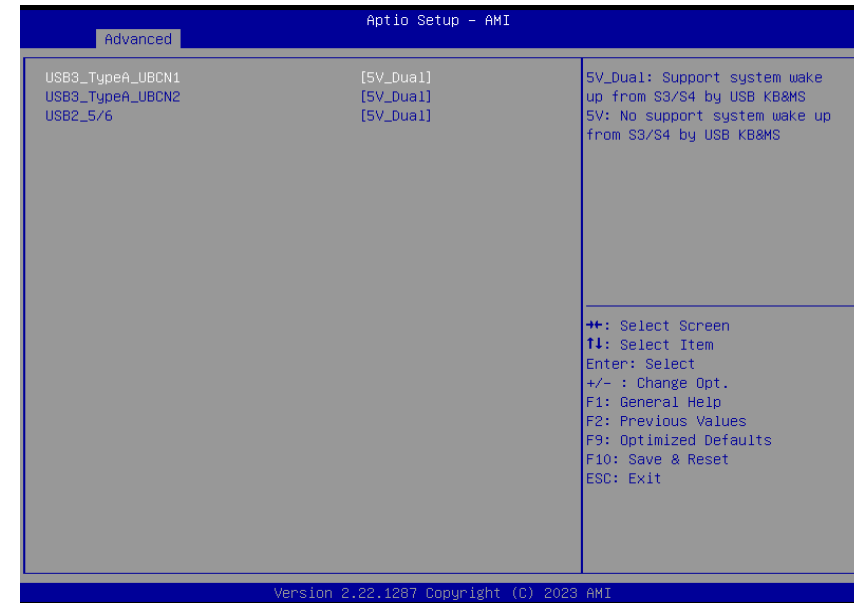 Aptio Setup – AMI
Advanced
USB3_TypeA_UBCN1 [5V_Dual]
USB3_TypeA_UBCN2 [5V_Dual]
USB2_5/6 [5V_Dual]
5V_Dual: Support system wake
up from S3/S4 by USB KB&MS
5V: No support system wake up
from S3/S4 by USB KB&MS
→←: Select Screen
↑↓: Select Item
Enter: Select
+/– : Change Opt.
F1: General Help
F2: Previous Values
F9: Optimized Defaults
F10: Save & Reset
ESC: Exit
Version 2.22.1287 Copyright (C) 2023 AMI